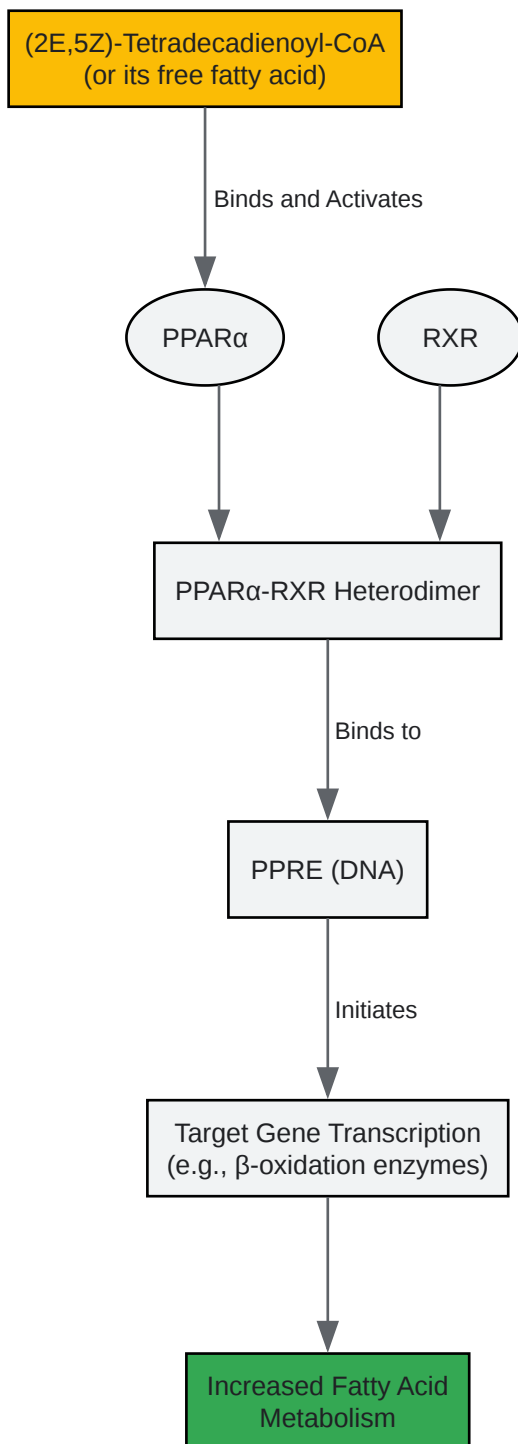 (2E,5Z)-Tetradecadienoyl-CoA
(or its free fatty acid)
Binds and Activates
PPARα
RXR
PPARα-RXR Heterodimer
Binds to
PPRE (DNA)
Initiates
Target Gene Transcription
(e.g., β-oxidation enzymes)
Increased Fatty Acid
Metabolism